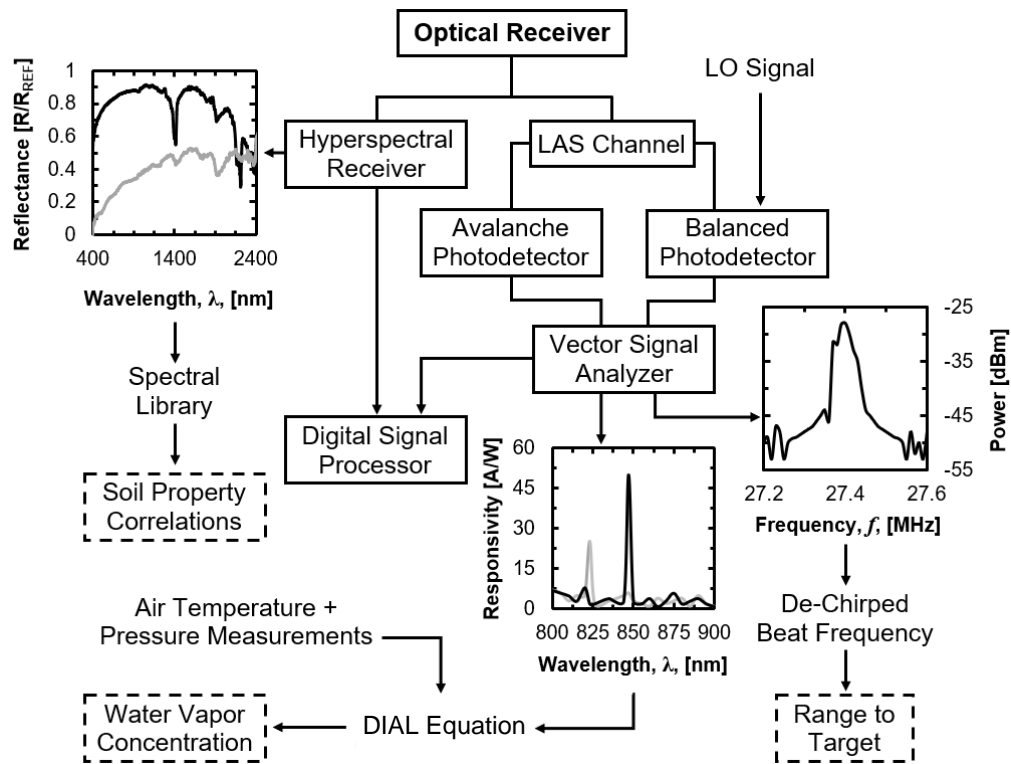 Optical Receiver
LO Signal
Reflectance [R/R_REF]
1
0.8
0.6
0.4
0.2
0
400
1400
2400
Wavelength, λ, [nm]
Hyperspectral
Receiver
LAS Channel
Avalanche
Photodetector
Balanced
Photodetector
Vector Signal
Analyzer
Spectral
Library
Digital Signal
Processor
Soil Property
Correlations
-25
-35
-45
-55
Power [dBm]
27.2
27.4
27.6
Frequency, f, [MHz]
Responsivity [A/W]
60
45
30
15
0
800
825
850
875
900
Wavelength, λ, [nm]
De-Chirped
Beat Frequency
Air Temperature +
Pressure Measurements
Water Vapor
Concentration
DIAL Equation
Range to
Target